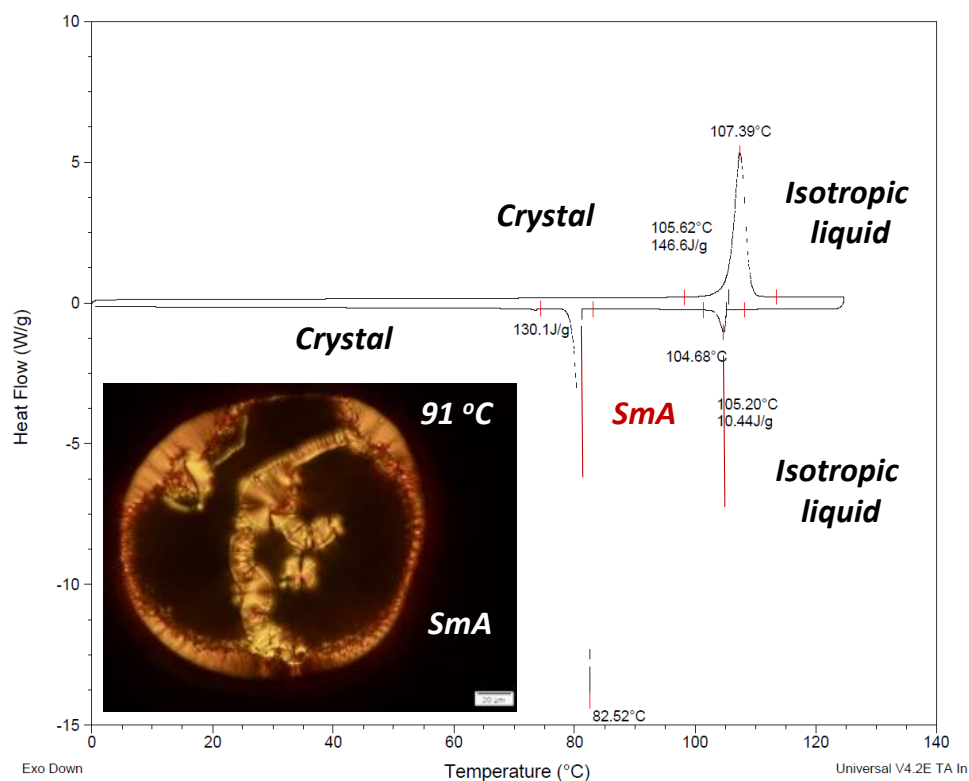 10
5
0
-5
-10
-15
Heat Flow (W/g)
107.39°C
Isotropic
liquid
Crystal
105.62°C
146.6J/g
Crystal
130.1J/g
104.68°C
SmA
105.20°C
10.44J/g
Isotropic
liquid
91 °C
SmA
20 µm
82.52°C
0
20
40
60
80
100
120
140
Exo Down
Temperature (°C)
Universal V4.2E TA In